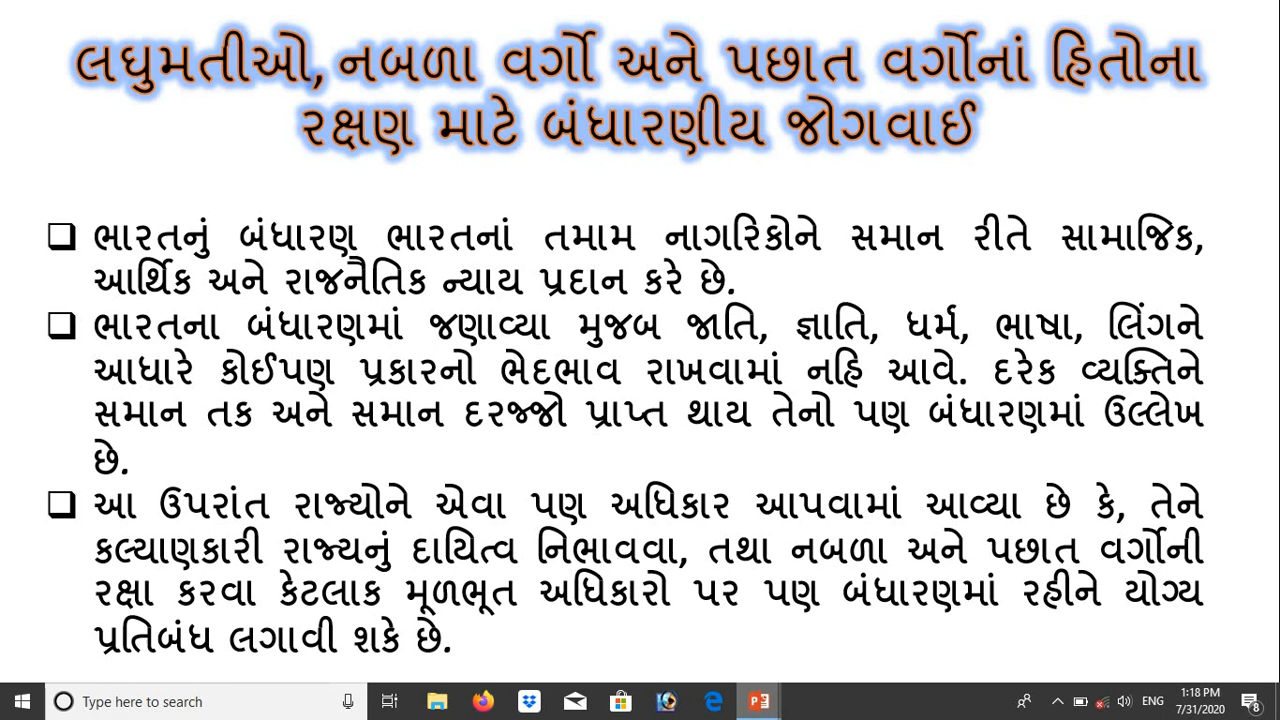 લઘુમતીઓ, નબળા વર્ગો અને પછાત વર્ગોનાં હિતોના
રક્ષણ માટે બંધારણીય જોગવાઈ
ભારતનું બંધારણ ભારતનાં તમામ નાગરિકોને સમાન રીતે સામાજિક,
આર્થિક અને રાજનૈતિક ન્યાય પ્રદાન કરે છે.
ભારતના બંધારણમાં જણાવ્યા મુજબ જાતિ, જ્ઞાતિ, ધર્મ, ભાષા, લિંગને
આધારે કોઈપણ પ્રકારનો ભેદભાવ રાખવામાં નહિ આવે. દરેક વ્યક્તિને
સમાન તક અને સમાન દરજ્જો પ્રાપ્ત થાય તેનો પણ બંધારણમાં ઉલ્લેખ
છે.
આ ઉપરાંત રાજ્યોને એવા પણ અધિકાર આપવામાં આવ્યા છે કે, તેને
કલ્યાણકારી રાજ્યનું દાયિત્વ નિભાવવા, તથા નબળા અને પછાત વર્ગોની
રક્ષા કરવા કેટલાક મૂળભૂત અધિકારો પર પણ બંધારણમાં રહીને યોગ્ય
પ્રતિબંધ લગાવી શકે છે.
Type here to search
ENG
1:18 PM
7/31/2020
8